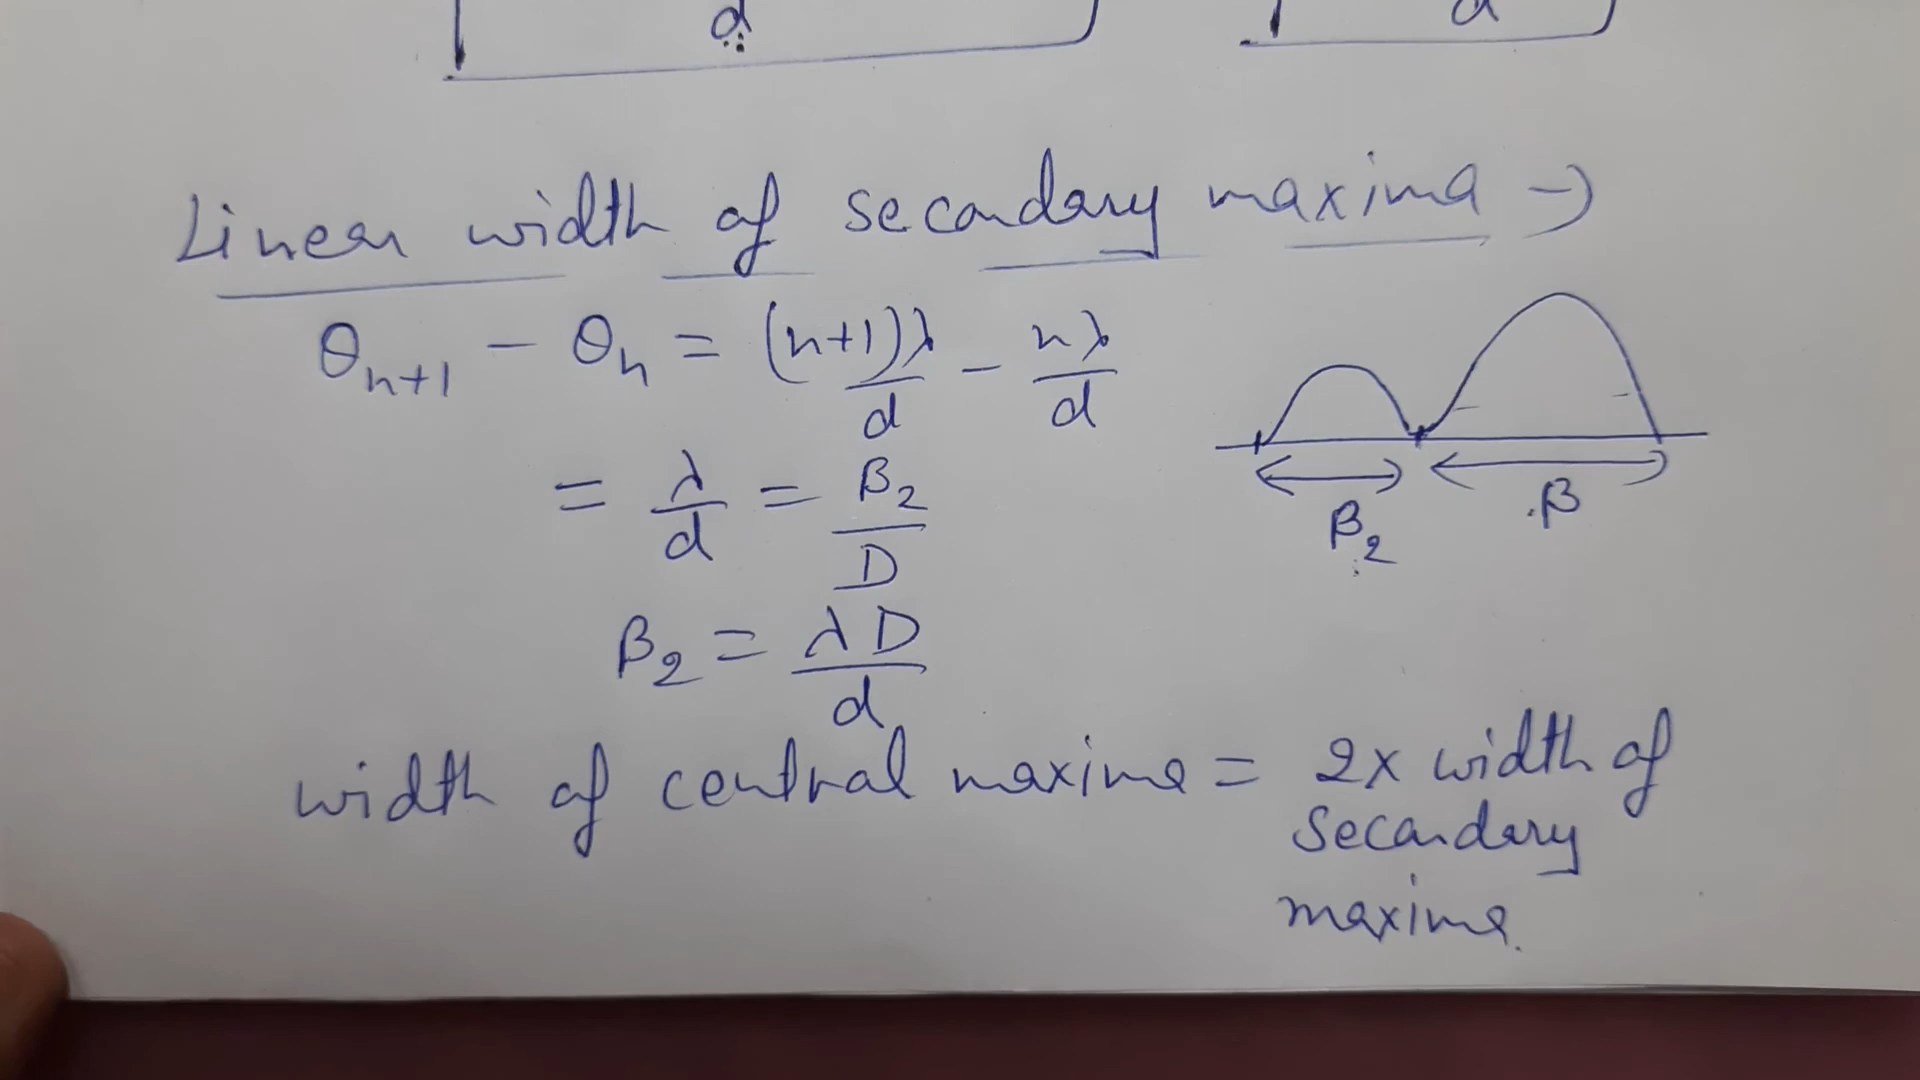 d
d
Linear width of secondary maxima →
θₙ₊₁ - θₙ = (n+1)λ/d - nλ/d
= λ/d = β₂/D
β₂ β
β₂ = λD/d
width of central maxima = 2x width of
secondary
maxima.